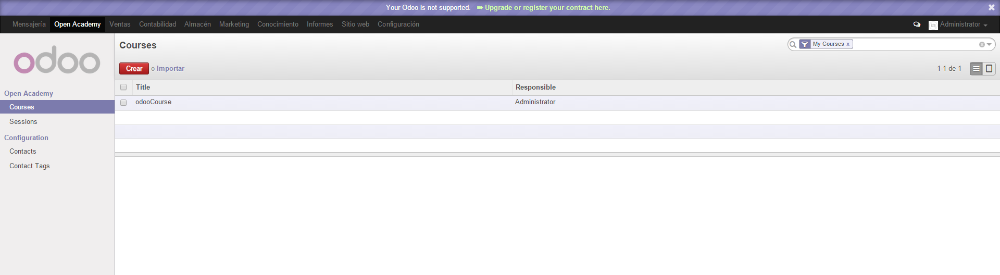 Your Odoo is not supported. ➡ Upgrade or register your contract here. ✖
Mensajería Open Academy Ventas Contabilidad Almacén Marketing Conocimiento Informes Sitio web Configuración Administrator
odoo
Courses
My Courses x
Crear o Importar
1-1 de 1
Open Academy
Courses
Sessions
Configuration
Contacts
Contact Tags
Title Responsible
odooCourse Administrator